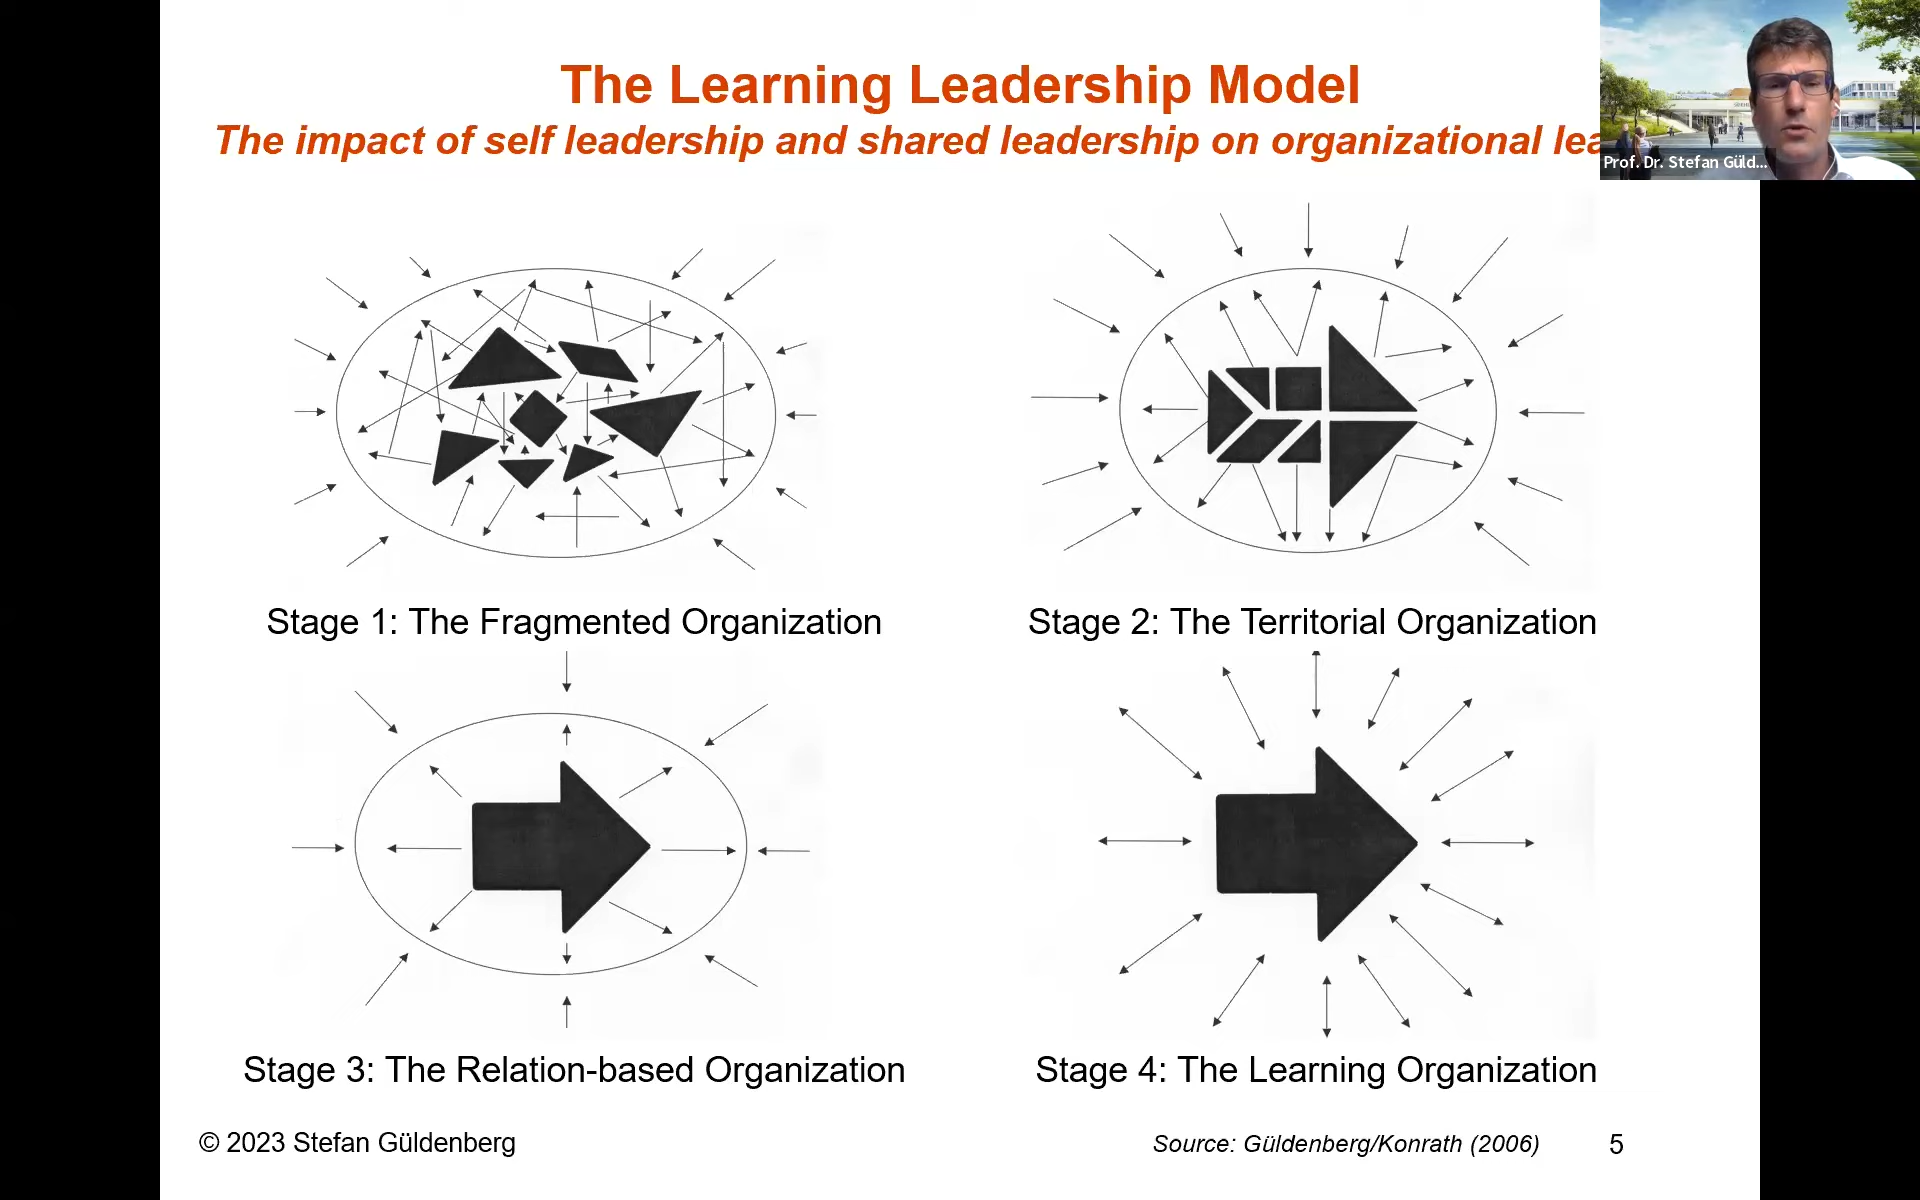 The Learning Leadership Model
The impact of self leadership and shared leadership on organizational
Prof. Dr. Stefan Güld...
Stage 1: The Fragmented Organization
Stage 2: The Territorial Organization
Stage 3: The Relation-based Organization
Stage 4: The Learning Organization
© 2023 Stefan Güldenberg
Source: Güldenberg/Konrath (2006)
5